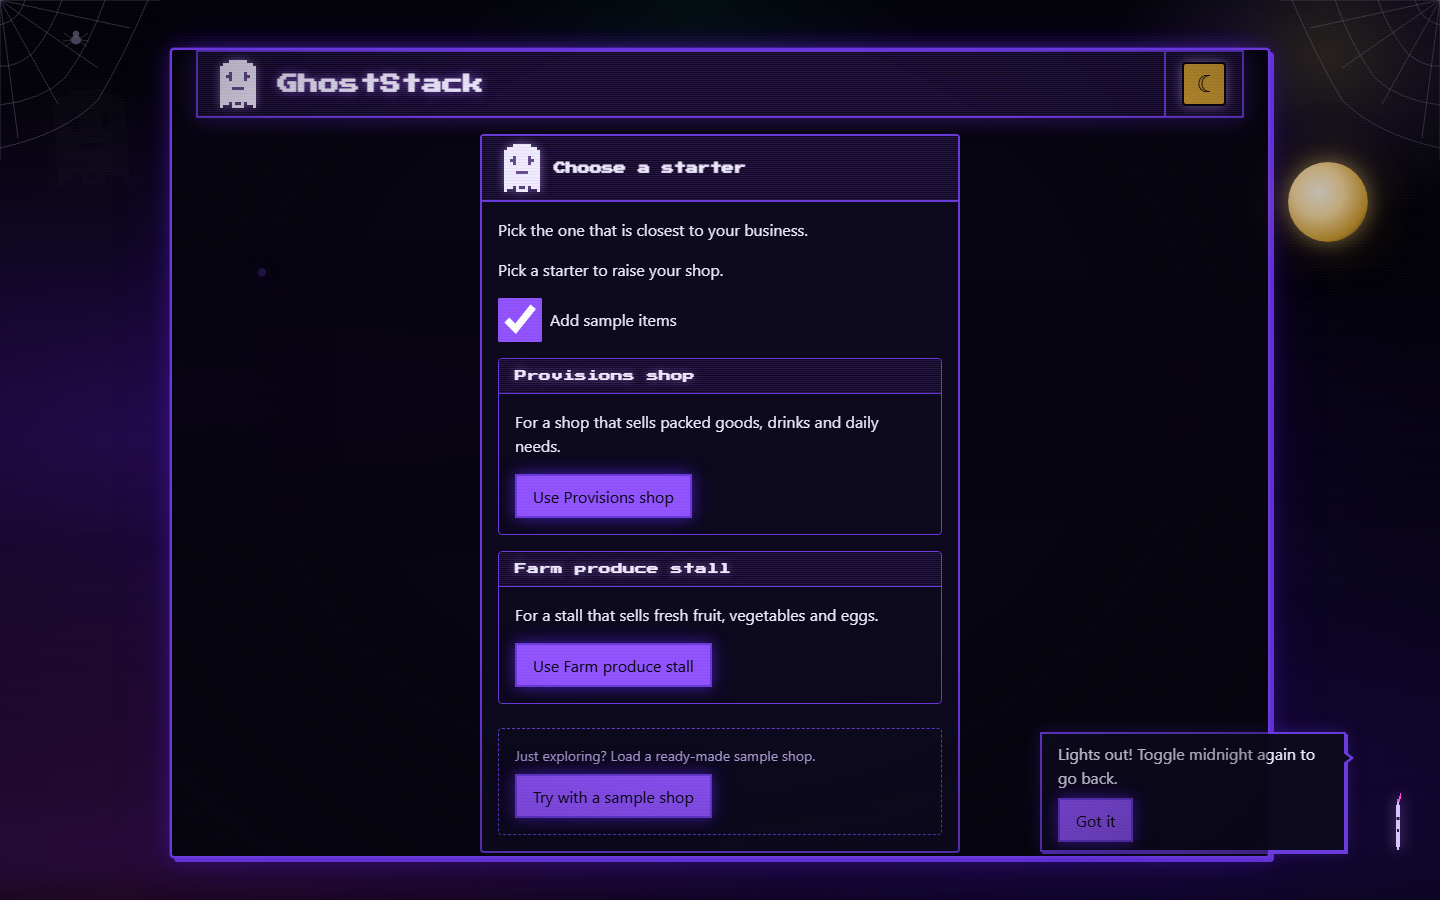 GhostStack
Choose a starter
Pick the one that is closest to your business.
Pick a starter to raise your shop.
Add sample items
Provisions shop
For a shop that sells packed goods, drinks and daily
needs.
Use Provisions shop
Farm produce stall
For a stall that sells fresh fruit, vegetables and eggs.
Use Farm produce stall
Just exploring? Load a ready-made sample shop.
Try with a sample shop
Lights out! Toggle midnight again to
go back.
Got it